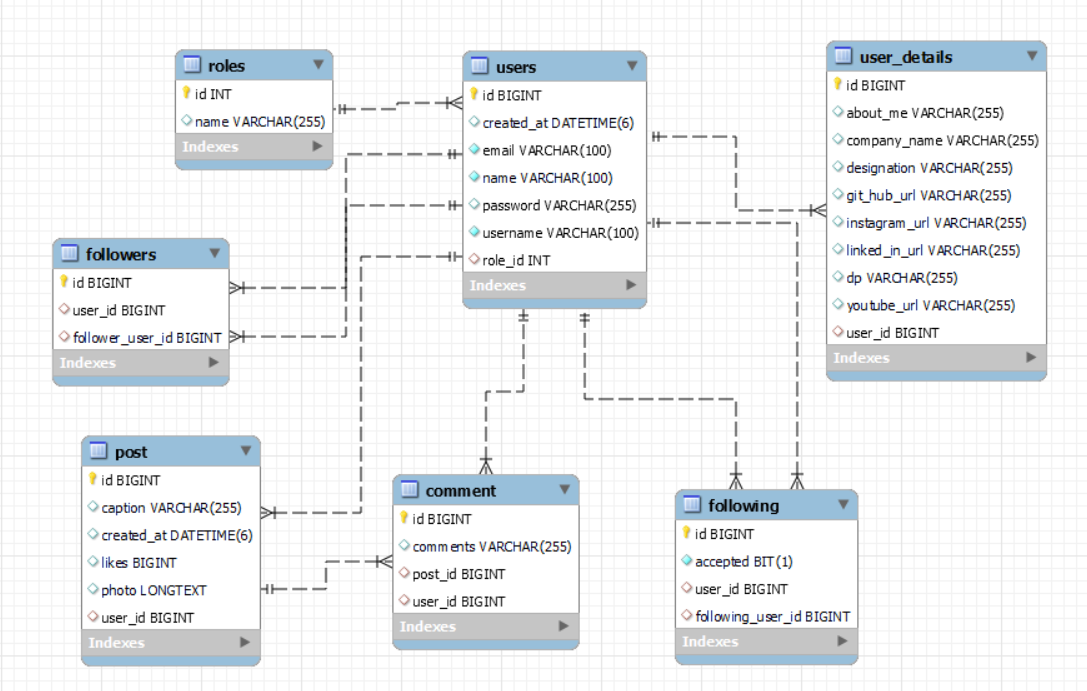 roles
id INT
name VARCHAR(255)
Indexes
users
id BIGINT
created_at DATETIME(6)
email VARCHAR(100)
name VARCHAR(100)
password VARCHAR(255)
username VARCHAR(100)
role_id INT
Indexes
user_details
id BIGINT
about_me VARCHAR(255)
company_name VARCHAR(255)
designation VARCHAR(255)
git_hub_url VARCHAR(255)
instagram_url VARCHAR(255)
linked_in_url VARCHAR(255)
dp VARCHAR(255)
youtube_url VARCHAR(255)
user_id BIGINT
Indexes
followers
id BIGINT
user_id BIGINT
follower_user_id BIGINT
Indexes
post
id BIGINT
caption VARCHAR(255)
created_at DATETIME(6)
likes BIGINT
photo LONGTEXT
user_id BIGINT
Indexes
comment
id BIGINT
comments VARCHAR(255)
post_id BIGINT
user_id BIGINT
Indexes
following
id BIGINT
accepted BIT(1)
user_id BIGINT
following_user_id BIGINT
Indexes